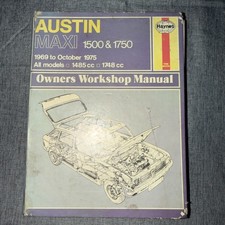 AUSTIN
Haynes
MAXI 1500 & 1750
1969 to October 1975
All models 1485 cc 1748 cc
Owners Workshop Manual